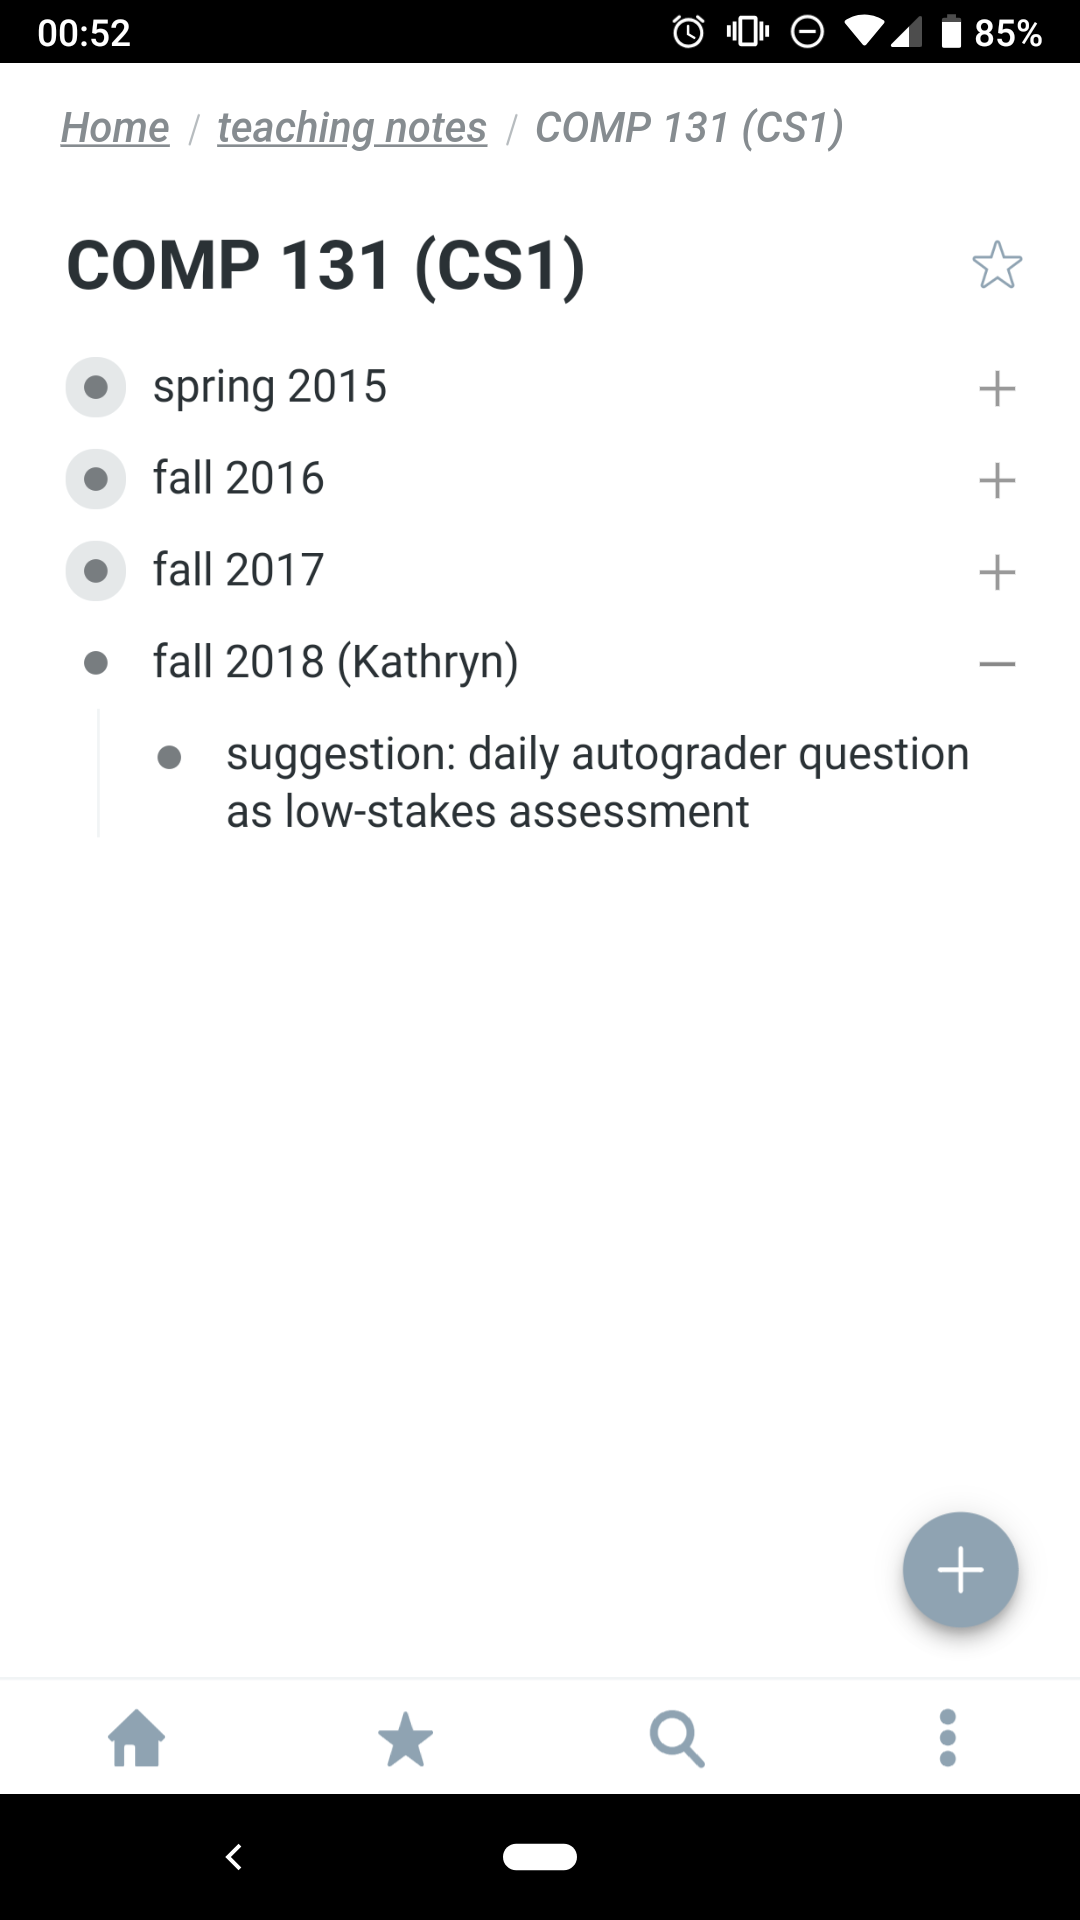 00:52 85%
Home / teaching notes / COMP 131 (CS1)
COMP 131 (CS1)
spring 2015
fall 2016
fall 2017
fall 2018 (Kathryn)
suggestion: daily autograder question
as low-stakes assessment